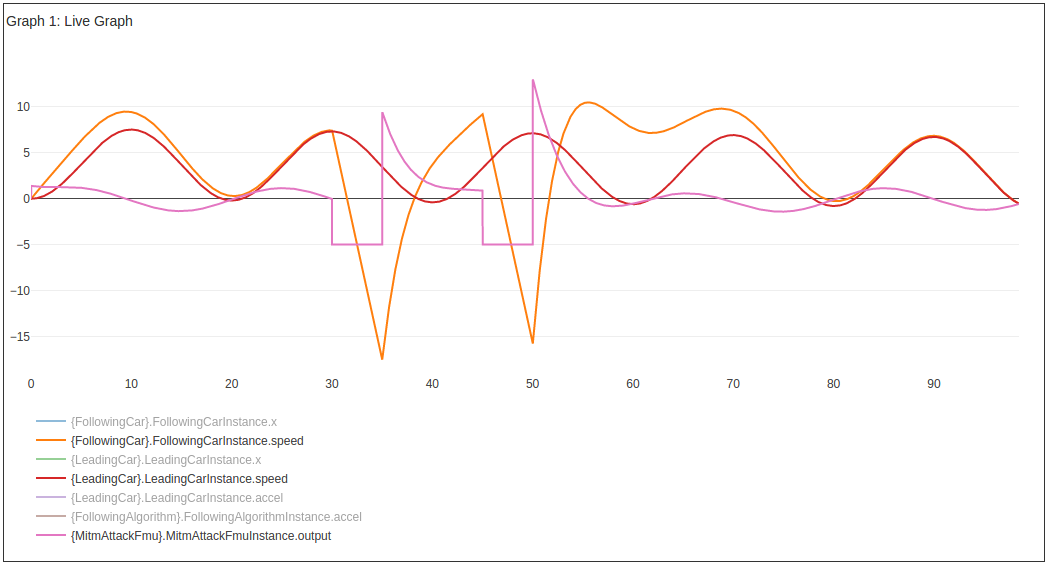 Graph 1: Live Graph
10
5
0
−5
−10
−15
0 10 20 30 40 50 60 70 80 90
{FollowingCar}.FollowingCarInstance.x
{FollowingCar}.FollowingCarInstance.speed
{LeadingCar}.LeadingCarInstance.x
{LeadingCar}.LeadingCarInstance.speed
{LeadingCar}.LeadingCarInstance.accel
{FollowingAlgorithm}.FollowingAlgorithmInstance.accel
{MitmAttackFmu}.MitmAttackFmuInstance.output